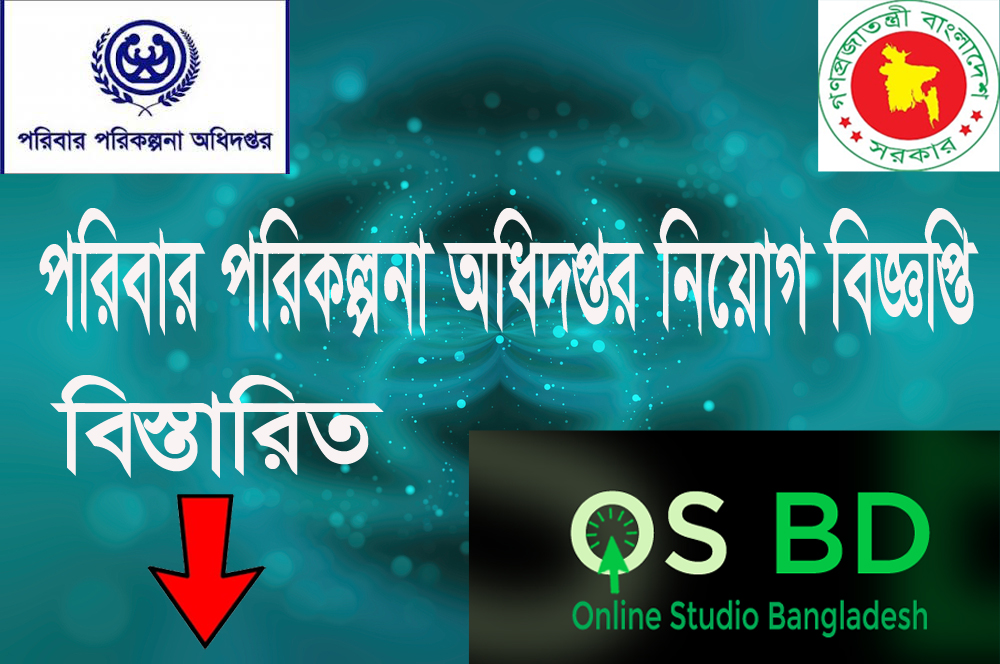 পরিবার পরিকল্পনা অধিদপ্তর
গণপ্রজাতন্ত্রী বাংলাদেশ
সরকার
পরিবার পরিকল্পনা অধিদপ্তর নিয়োগ বিজ্ঞপ্তি
বিস্তারিত
OS BD
Online Studio Bangladesh